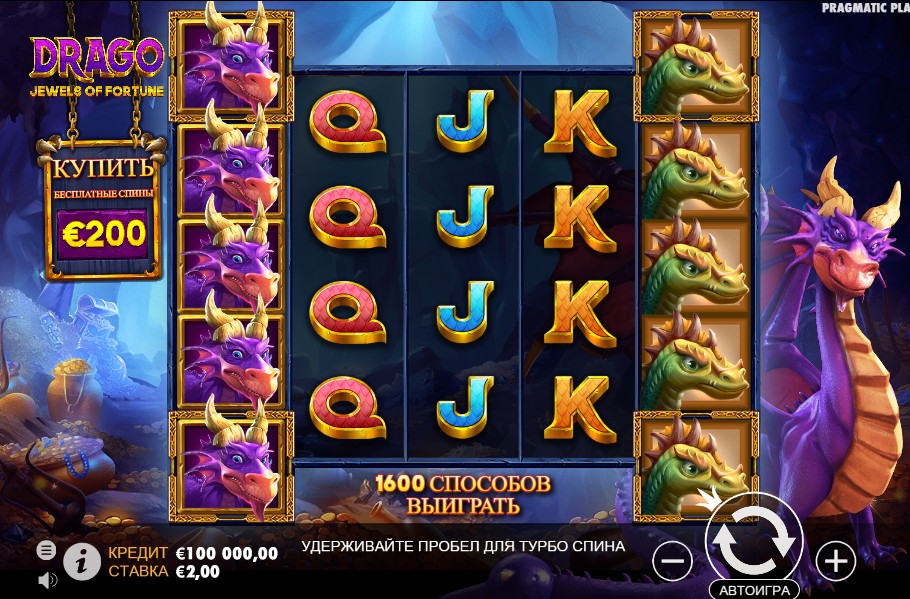 PRAGMATIC PLA
DRAGO
JEWELS OF FORTUNE
КУПИТЬ
БЕСПЛАТНЫЕ СПИНЫ
€200
Q J K
Q J K
Q J K
Q J K
1600 СПОСОБОВ
ВЫИГРАТЬ
КРЕДИТ €100 000,00
СТАВКА €2,00
УДЕРЖИВАЙТЕ ПРОБЕЛ ДЛЯ ТУРБО СПИНА
АВТОИГРА